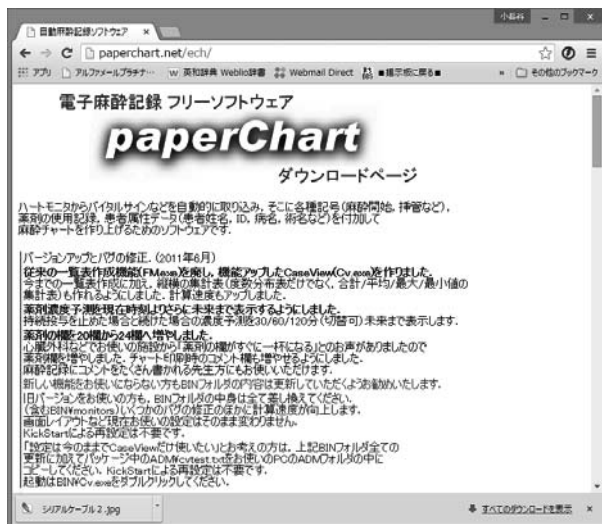 小長谷
自動麻酔記録ソフトウェア
paperchart.net/ech/
アプリ アルファメールプラチナ… W 英和辞典 Weblio辞書 Webmail Direct ■掲示板に戻る■ » その他のブックマーク
電子麻酔記録 フリーソフトウェア
paperChart
ダウンロードページ
ハートモニタからバイタルサインなどを自動的に取り込み，そこに各種記号(麻酔開始，挿管など)，
薬剤の使用記録，患者属性データ(患者姓名，ID，病名，術名など)を付加して
麻酔チャートを作り上げるためのソフトウェアです．
バージョンアップとバグの修正．(2011年6月)
従来の一覧表作成機能(FM.exe)を廃し，機能アップしたCaseView(Cv.exe)を作りました．
今までの一覧表作成に加え，縦横の集計表(度数分布表だけでなく，合計/平均/最大/最小値の
集計表)も作れるようにしました．計算速度もアップしました．
薬剤濃度予測を現在時刻よりさらに未来まで表示するようにしました．
持続投与を止めた場合と続けた場合の濃度予測を30/60/120分(切替可)未来まで表示します．
薬剤の欄を20欄から24欄へ増やしました．
心臓外科などでお使いの施設から「薬剤の欄がすぐに一杯になる」とのお声がありましたので
薬剤欄を増やしました．チャート印刷時のコメント欄も増やせるようにしました．
麻酔記録にコメントをたくさん書かれる先生方にもお使いいただけます．
新しい機能をお使いにならない方もBINフォルダの内容は更新していただくようお勧めいたします．
旧バージョンをお使いの方も，BINフォルダの中身は全て差し換えてください．
(含むBIN¥monitors)いくつかのバグの修正のほかに計算速度が向上します．
画面レイアウトなど現在お使いの設定はそのまま変わりません．
KickStartによる再設定は不要です．
「設定は今のままでCaseViewだけ使いたい」とお考えの方は，上記BINフォルダ全ての
更新に加えてパッケージ中のADM¥cvtest.txtをお使いのPCのADMフォルダの中に
コピーしてください．KickStartによる再設定は不要です．
起動はBIN¥Cv.exeをダブルクリックしてください．
シリアルケーブル2.jpg
すべてのダウンロードを表示